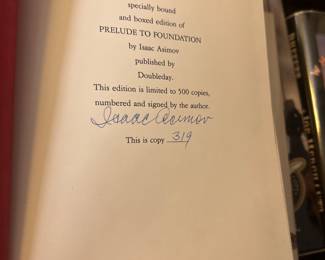 specially bound
and boxed edition of
PRELUDE TO FOUNDATION
by Isaac Asimov
published by
Doubleday.
This edition is limited to 500 copies,
numbered and signed by the author.
Isaac Asimov
This is copy 319